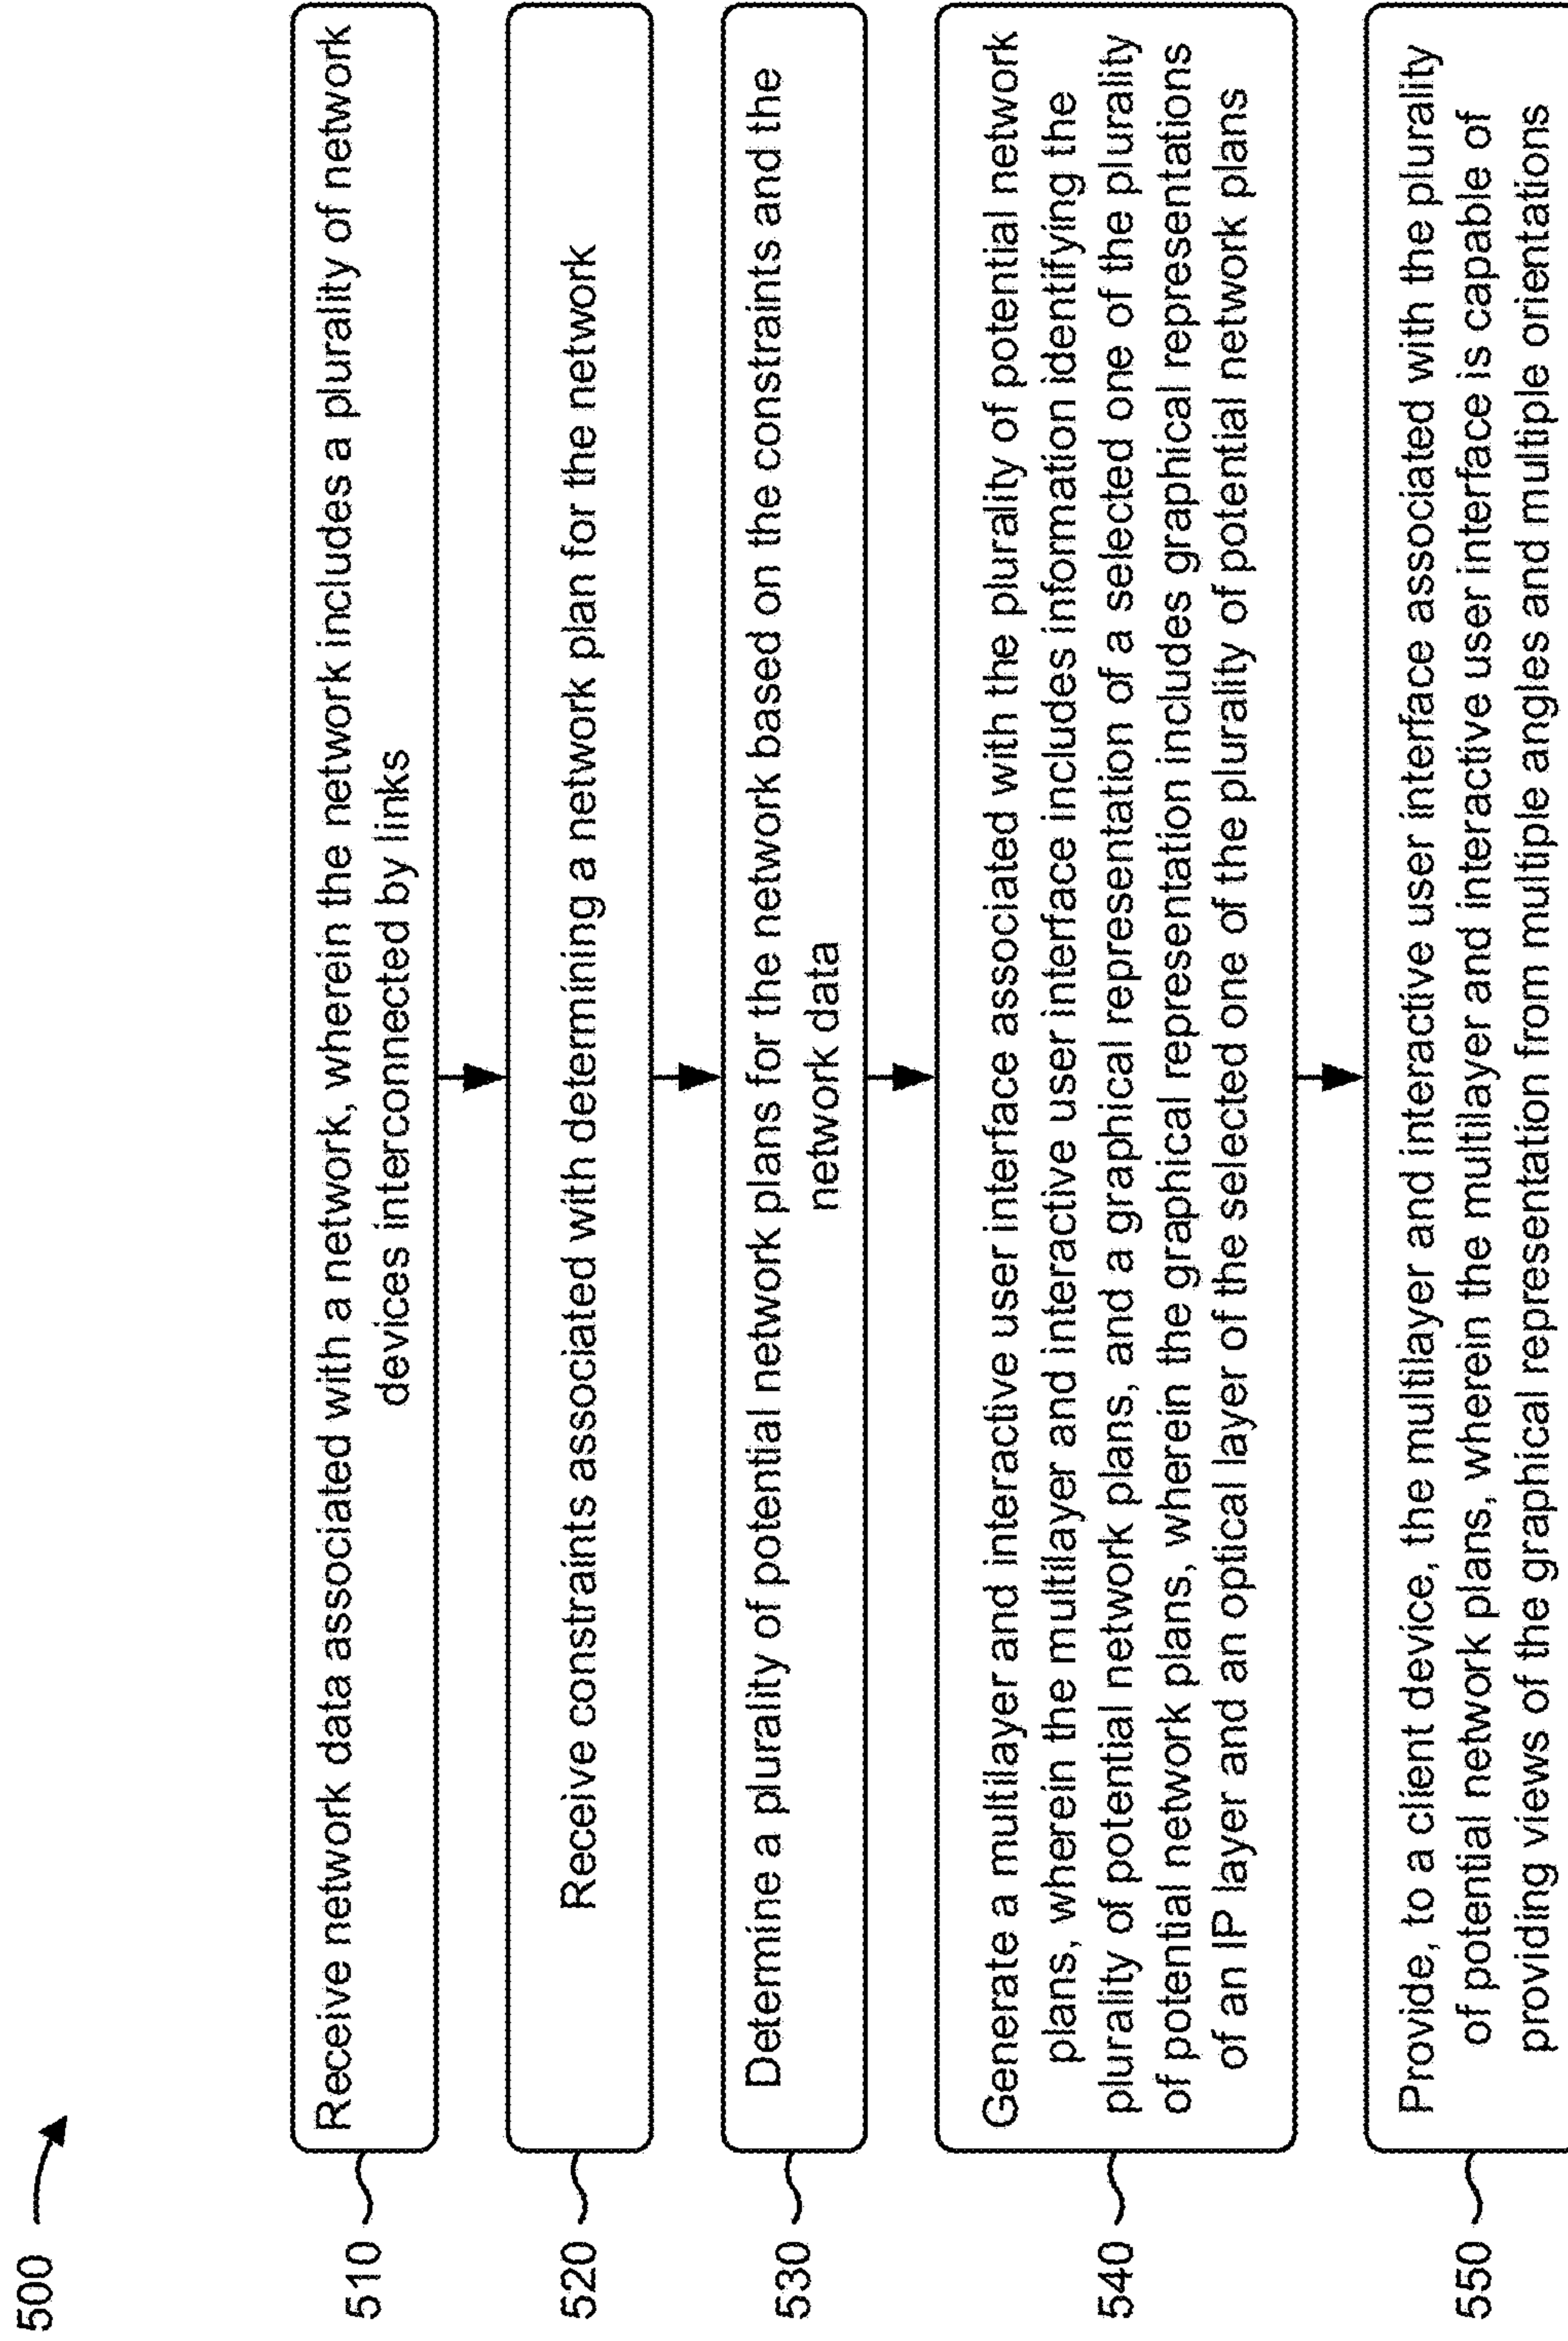 500
510
Receive network data associated with a network, wherein the network includes a plurality of network
devices interconnected by links
520
Receive constraints associated with determining a network plan for the network
530
Determine a plurality of potential network plans for the network based on the constraints and the
network data
540
Generate a multilayer and interactive user interface associated with the plurality of potential network
plans, wherein the multilayer and interactive user interface includes information identifying the
plurality of potential network plans, and a graphical representation of a selected one of the plurality
of potential network plans, wherein the graphical representation includes graphical representations
of an IP layer and an optical layer of the selected one of the plurality of potential network plans
550
Provide, to a client device, the multilayer and interactive user interface associated with the plurality
of potential network plans, wherein the multilayer and interactive user interface is capable of
providing views of the graphical representation from multiple angles and multiple orientations